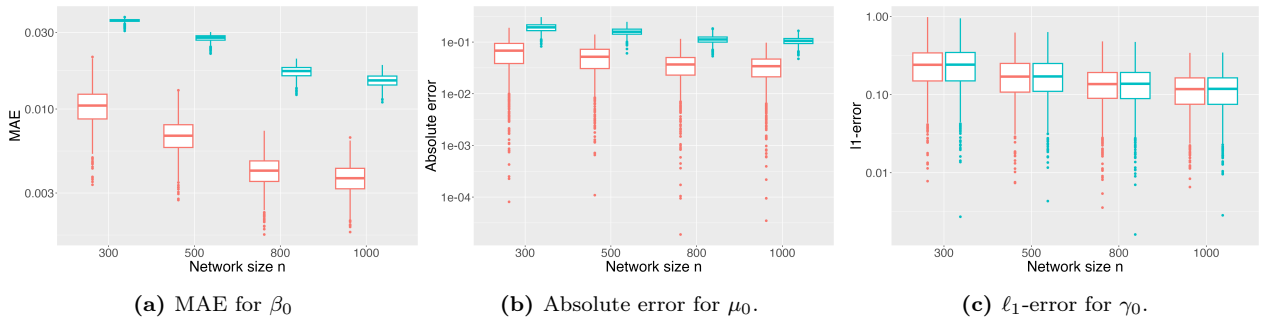 MAE
0.030
0.010
0.003
300
500
800
1000
Network size n
(a) MAE for β₀
Absolute error
1e-01
1e-02
1e-03
1e-04
300
500
800
1000
Network size n
(b) Absolute error for μ₀.
l1-error
1.00
0.10
0.01
300
500
800
1000
Network size n
(c) ℓ₁-error for γ₀.